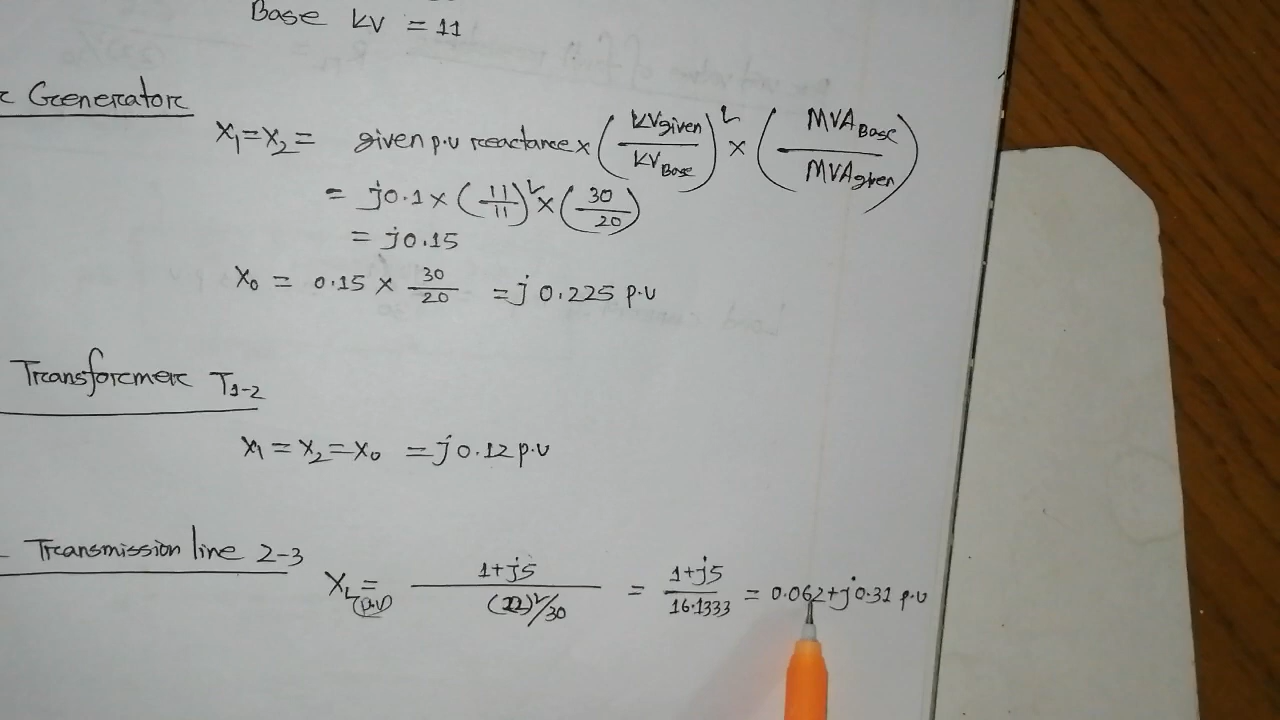 Base KV = 11
Generator
X1=X2= given p.u reactance × (KVgiven/KVBase)² × (MVABase/MVAgiven)
= j0.1 × (11/11)² × (30/20)
= j0.15
X0 = 0.15 × 30/20 = j0.225 p.u
Transformer T1-2
X1 = X2 = X0 = j0.12 p.u
Transmission line 2-3
XL(p.u) = 1+j5/(22)²/30 = 1+j5/16.1333 = 0.062+j0.31 p.u